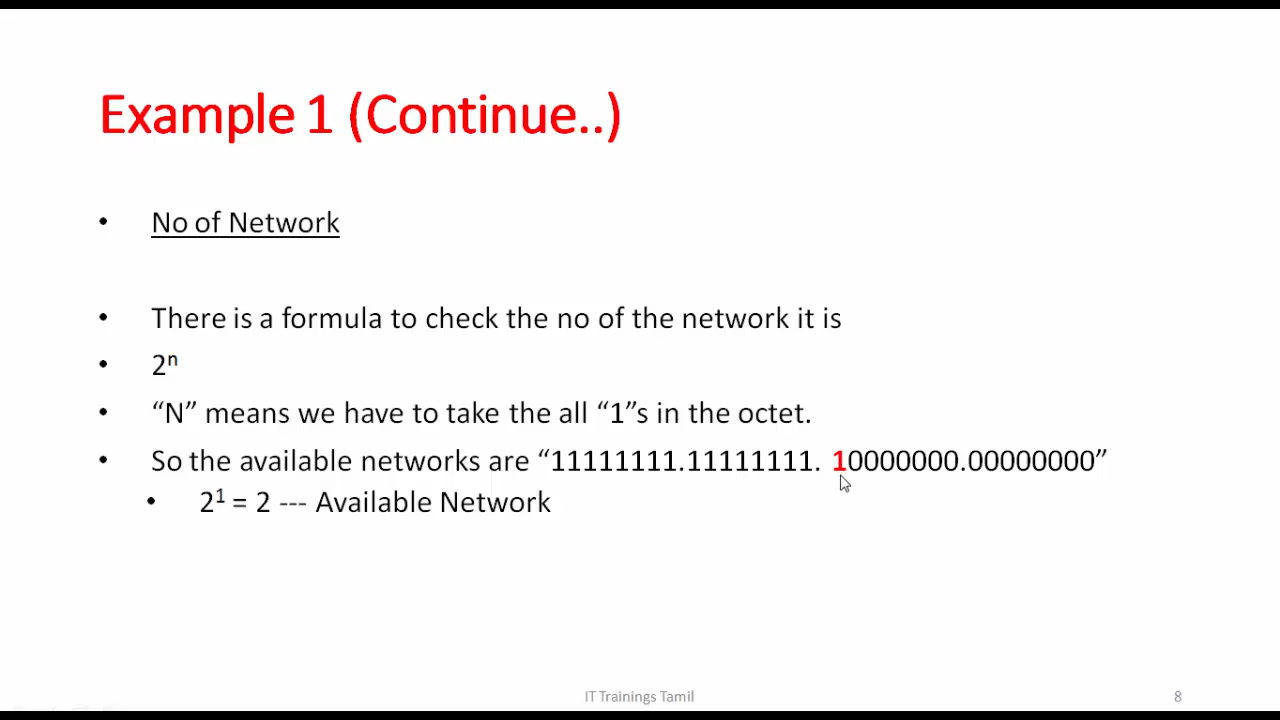 Example 1 (Continue..)
• No of Network
• There is a formula to check the no of the network it is
• 2ⁿ
• “N” means we have to take the all “1”s in the octet.
• So the available networks are “11111111.11111111. 10000000.00000000”
• 2¹ = 2 --- Available Network
IT Trainings Tamil
8